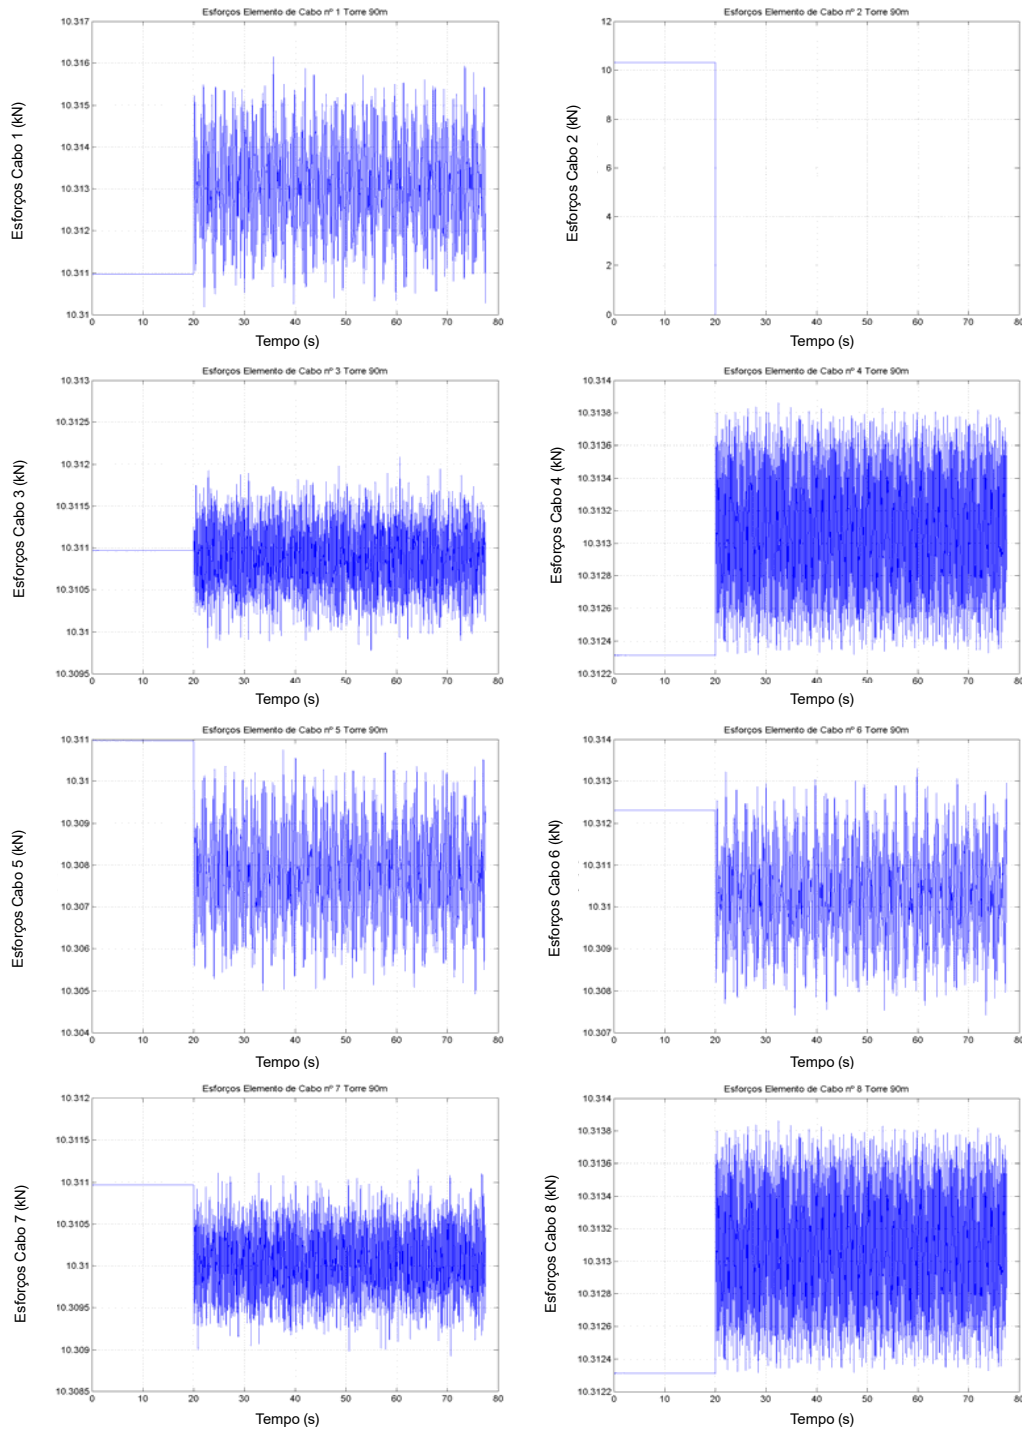 Esforços Elemento de Cabo nº 1 Torre 90m
Esforços Cabo 1 (kN)
10.317
10.316
10.315
10.314
10.313
10.312
10.311
10.31
0 10 20 30 40 50 60 70 80
Tempo (s)
Esforços Elemento de Cabo nº 2 Torre 90m
Esforços Cabo 2 (kN)
12
10
8
6
4
2
0
0 10 20 30 40 50 60 70 80
Tempo (s)
Esforços Elemento de Cabo nº 3 Torre 90m
Esforços Cabo 3 (kN)
10.313
10.3125
10.312
10.3115
10.311
10.3105
10.31
10.3095
0 10 20 30 40 50 60 70 80
Tempo (s)
Esforços Elemento de Cabo nº 4 Torre 90m
Esforços Cabo 4 (kN)
10.314
10.3138
10.3136
10.3134
10.3132
10.313
10.3128
10.3126
10.3124
10.3122
0 10 20 30 40 50 60 70 80
Tempo (s)
Esforços Elemento de Cabo nº 5 Torre 90m
Esforços Cabo 5 (kN)
10.311
10.31
10.309
10.308
10.307
10.306
10.305
10.304
0 10 20 30 40 50 60 70 80
Tempo (s)
Esforços Elemento de Cabo nº 6 Torre 90m
Esforços Cabo 6 (kN)
10.314
10.313
10.312
10.311
10.31
10.309
10.308
10.307
0 10 20 30 40 50 60 70 80
Tempo (s)
Esforços Elemento de Cabo nº 7 Torre 90m
Esforços Cabo 7 (kN)
10.312
10.3115
10.311
10.3105
10.31
10.3095
10.309
10.3085
0 10 20 30 40 50 60 70 80
Tempo (s)
Esforços Elemento de Cabo nº 8 Torre 90m
Esforços Cabo 8 (kN)
10.314
10.3138
10.3136
10.3134
10.3132
10.313
10.3128
10.3126
10.3124
10.3122
0 10 20 30 40 50 60 70 80
Tempo (s)